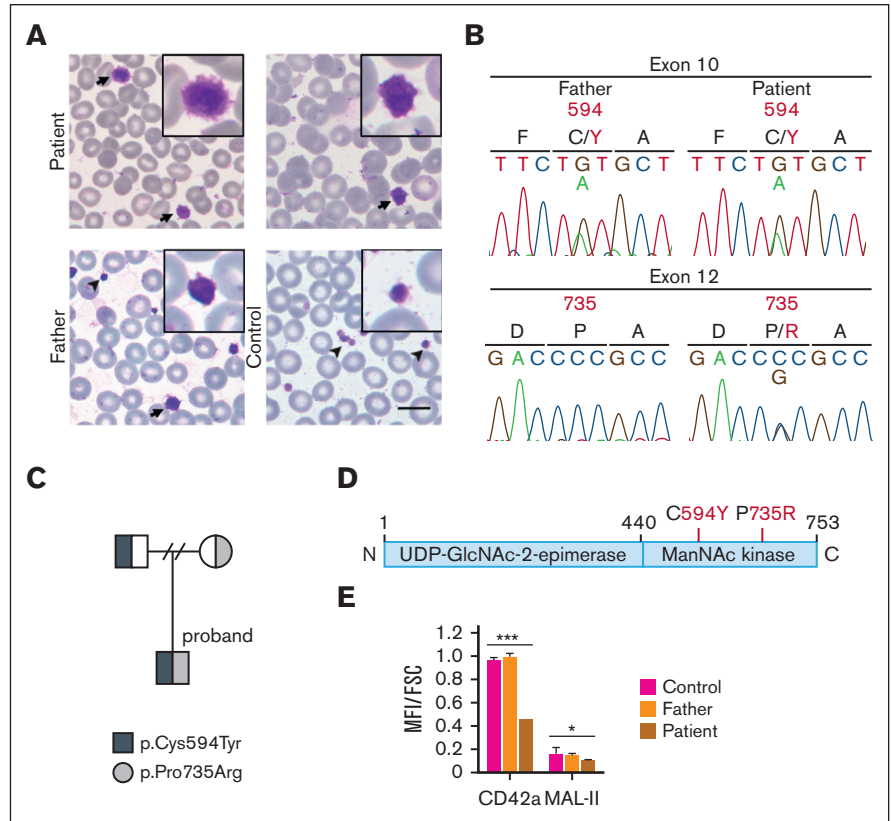 A
Patient
Father
Control
B
Exon 10
Father Patient
594 594
F C/Y A F C/Y A
T T C T G T G C T T T C T G T G C T
A A
Exon 12
735 735
D P A D P/R A
G A C C C C G C C G A C C C C G C C
G
C
proband
p.Cys594Tyr
p.Pro735Arg
D
1 440 C594Y P735R 753
N UDP-GlcNAc-2-epimerase ManNAc kinase C
E
MFI/FSC
1.2
1.0
0.8
0.6
0.4
0.2
0
***
*
CD42a MAL-II
Control
Father
Patient